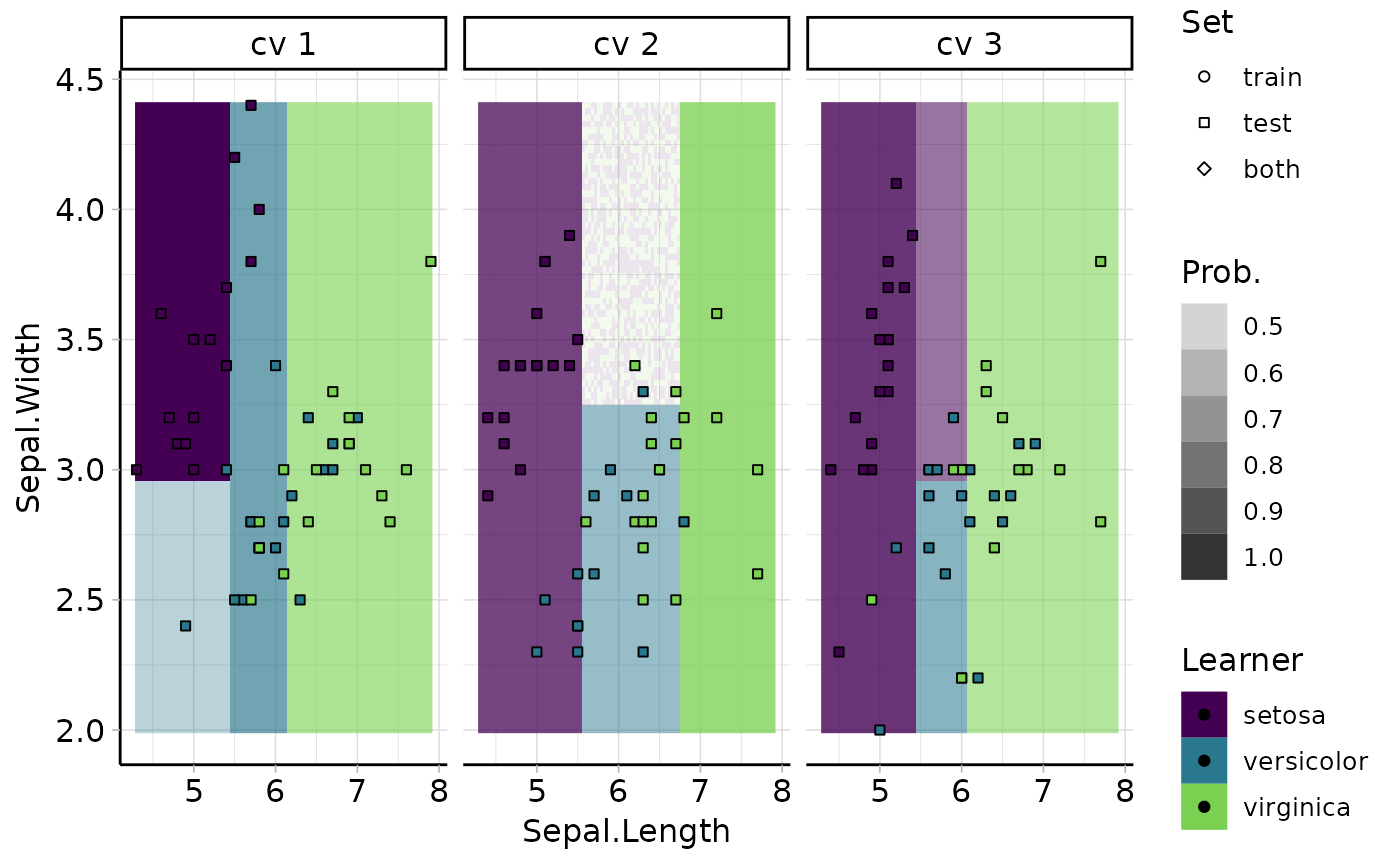 cv 1
cv 2
cv 3
Sepal.Width
4.5
4.0
3.5
3.0
2.5
2.0
5 6 7 8
5 6 7 8
5 6 7 8
Sepal.Length
Set
train
test
both
Prob.
0.5
0.6
0.7
0.8
0.9
1.0
Learner
setosa
versicolor
virginica